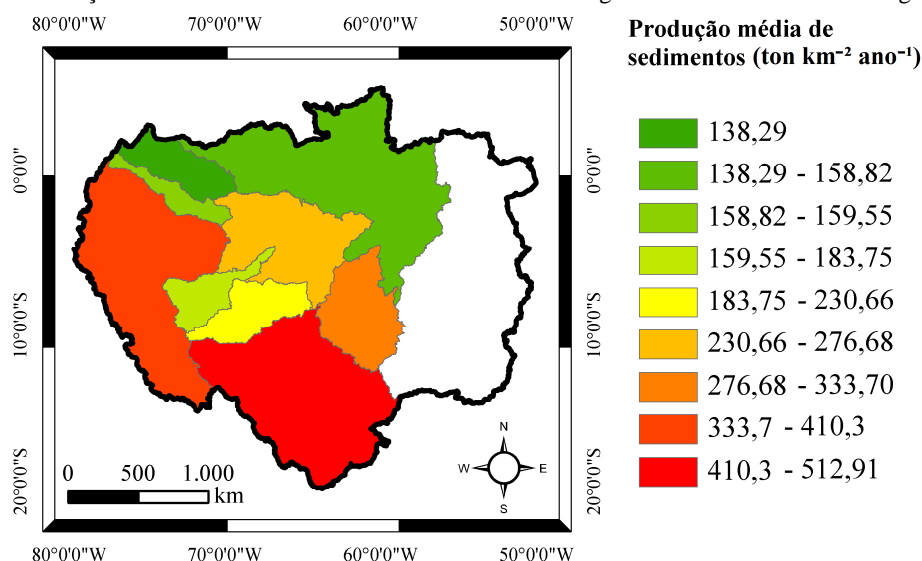 80°0'0"W 70°0'0"W 60°0'0"W 50°0'0"W
Produção média de
sedimentos (ton km⁻² ano⁻¹)
138,29
138,29 - 158,82
158,82 - 159,55
159,55 - 183,75
183,75 - 230,66
230,66 - 276,68
276,68 - 333,70
333,7 - 410,3
410,3 - 512,91
0°0'0"
10°0'0"S
20°0'0"S
0°0'0"
10°0'0"S
20°0'0"S
N
W E
S
0 500 1.000
km
80°0'0"W 70°0'0"W 60°0'0"W 50°0'0"W